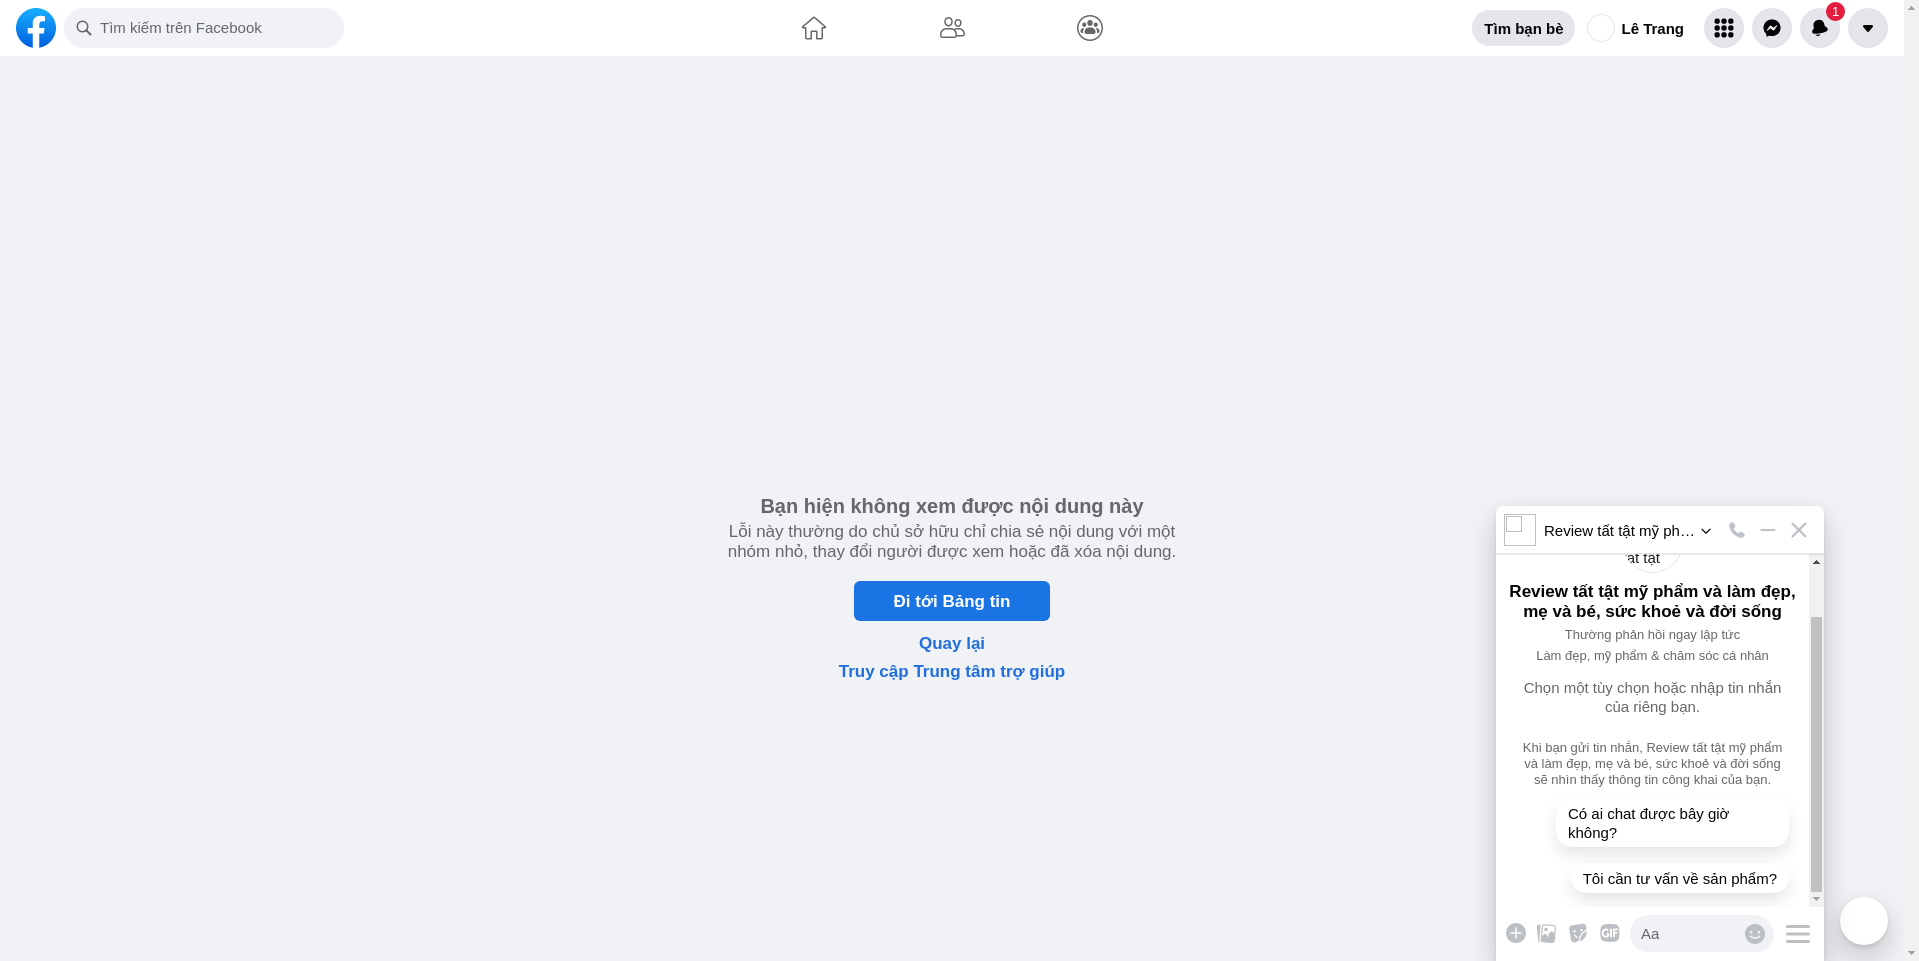 Tìm kiếm trên Facebook
Tìm bạn bè
Lê Trang
1
Bạn hiện không xem được nội dung này
Lỗi này thường do chủ sở hữu chỉ chia sẻ nội dung với một
nhóm nhỏ, thay đổi người được xem hoặc đã xóa nội dung.
Đi tới Bảng tin
Quay lại
Truy cập Trung tâm trợ giúp
Review tất tật mỹ ph…
ất tật
Review tất tật mỹ phẩm và làm đẹp,
mẹ và bé, sức khoẻ và đời sống
Thường phản hồi ngay lập tức
Làm đẹp, mỹ phẩm & chăm sóc cá nhân
Chọn một tùy chọn hoặc nhập tin nhắn
của riêng bạn.
Khi bạn gửi tin nhắn, Review tất tật mỹ phẩm
và làm đẹp, mẹ và bé, sức khoẻ và đời sống
sẽ nhìn thấy thông tin công khai của bạn.
Có ai chat được bây giờ
không?
Tôi cần tư vấn về sản phẩm?
GIF
Aa